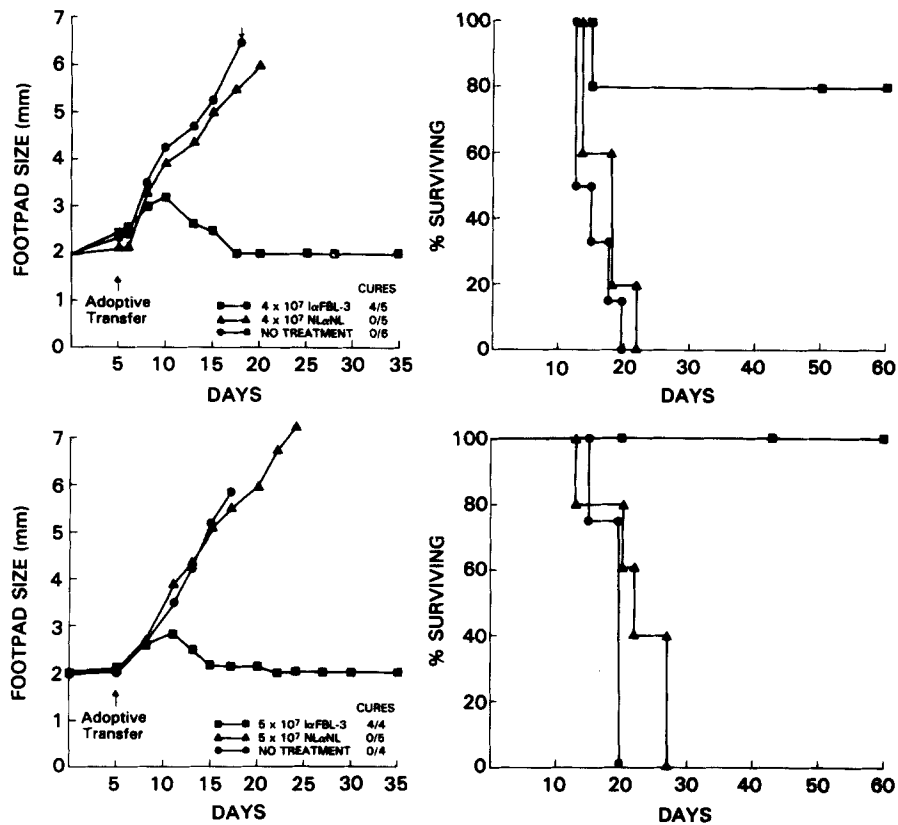 7
6
5
4
3
2
1
0
FOOTPAD SIZE (mm)
Adoptive
Transfer
CURES
4 x 10⁷ IαFBL-3 4/5
4 x 10⁷ NLαNL 0/5
NO TREATMENT 0/6
5 10 15 20 25 30 35
DAYS
100
80
60
40
20
0
% SURVIVING
10 20 30 40 50 60
DAYS
7
6
5
4
3
2
1
0
FOOTPAD SIZE (mm)
Adoptive
Transfer
CURES
5 x 10⁷ IαFBL-3 4/4
5 x 10⁷ NLαNL 0/5
NO TREATMENT 0/4
5 10 15 20 25 30 35
DAYS
100
80
60
40
20
0
% SURVIVING
10 20 30 40 50 60
DAYS